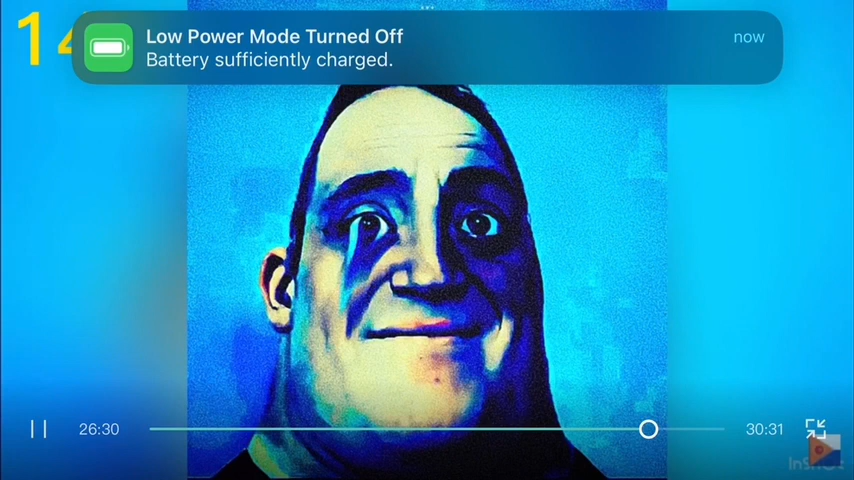 Low Power Mode Turned Off
now
Battery sufficiently charged.
26:30
30:31